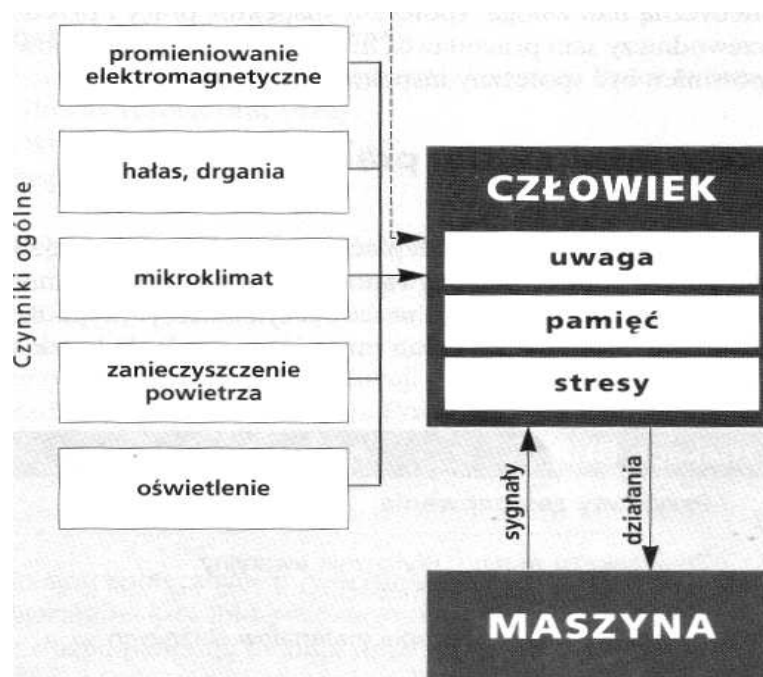 promieniowanie
elektromagnetyczne
hałas, drgania
mikroklimat
zanieczyszczenie
powietrza
oświetlenie
Czynniki ogólne
CZŁOWIEK
uwaga
pamięć
stresy
sygnały
działania
MASZYNA